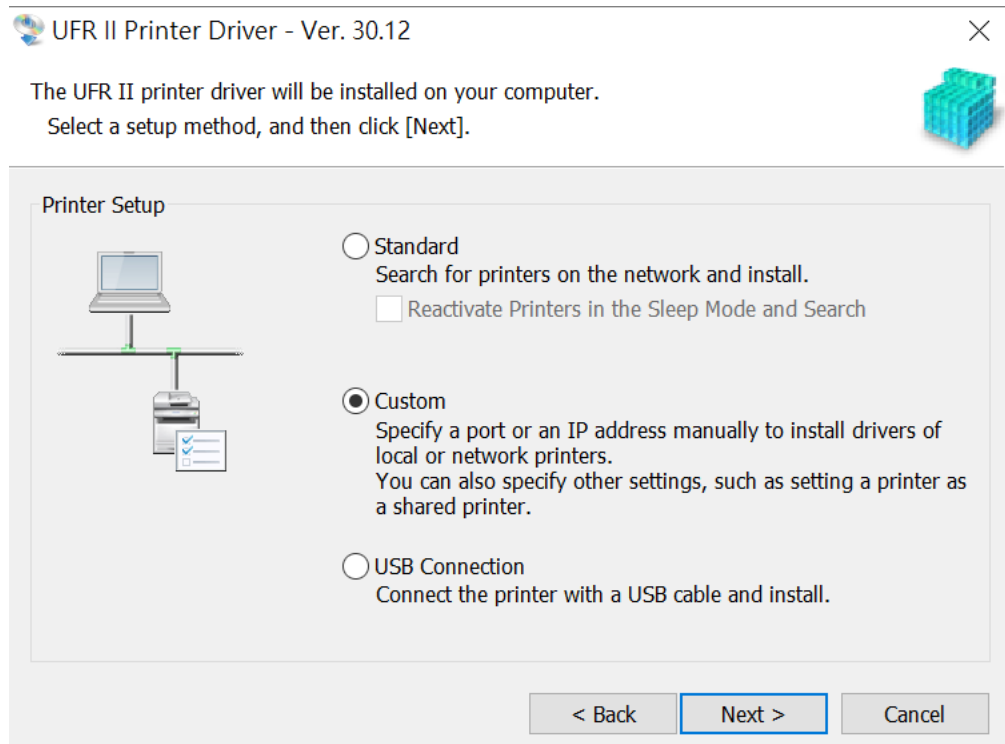 UFR II Printer Driver - Ver. 30.12
The UFR II printer driver will be installed on your computer.
Select a setup method, and then click [Next].
Printer Setup
Standard
Search for printers on the network and install.
Reactivate Printers in the Sleep Mode and Search
Custom
Specify a port or an IP address manually to install drivers of
local or network printers.
You can also specify other settings, such as setting a printer as
a shared printer.
USB Connection
Connect the printer with a USB cable and install.
< Back
Next >
Cancel